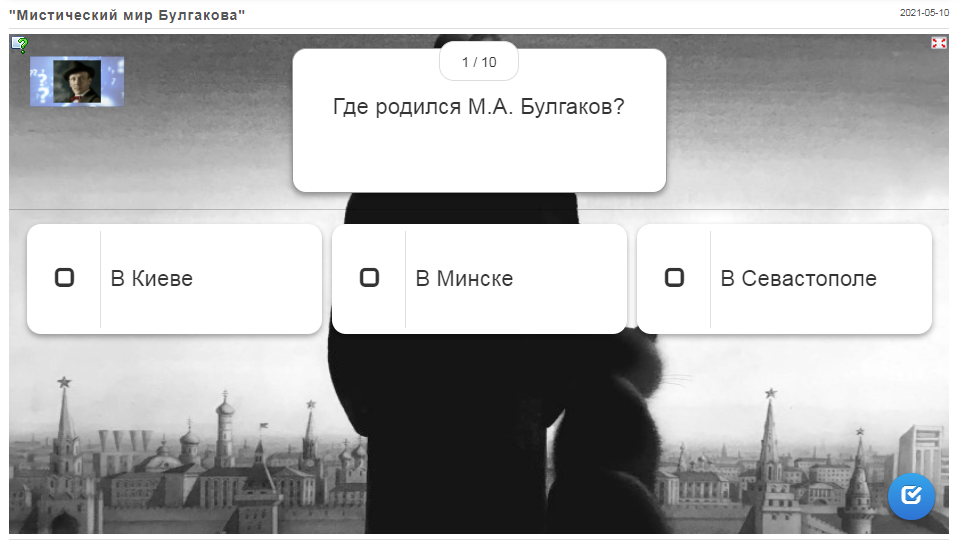 "Мистический мир Булгакова"
2021-05-10
1 / 10
Где родился М.А. Булгаков?
В Киеве
В Минске
В Севастополе